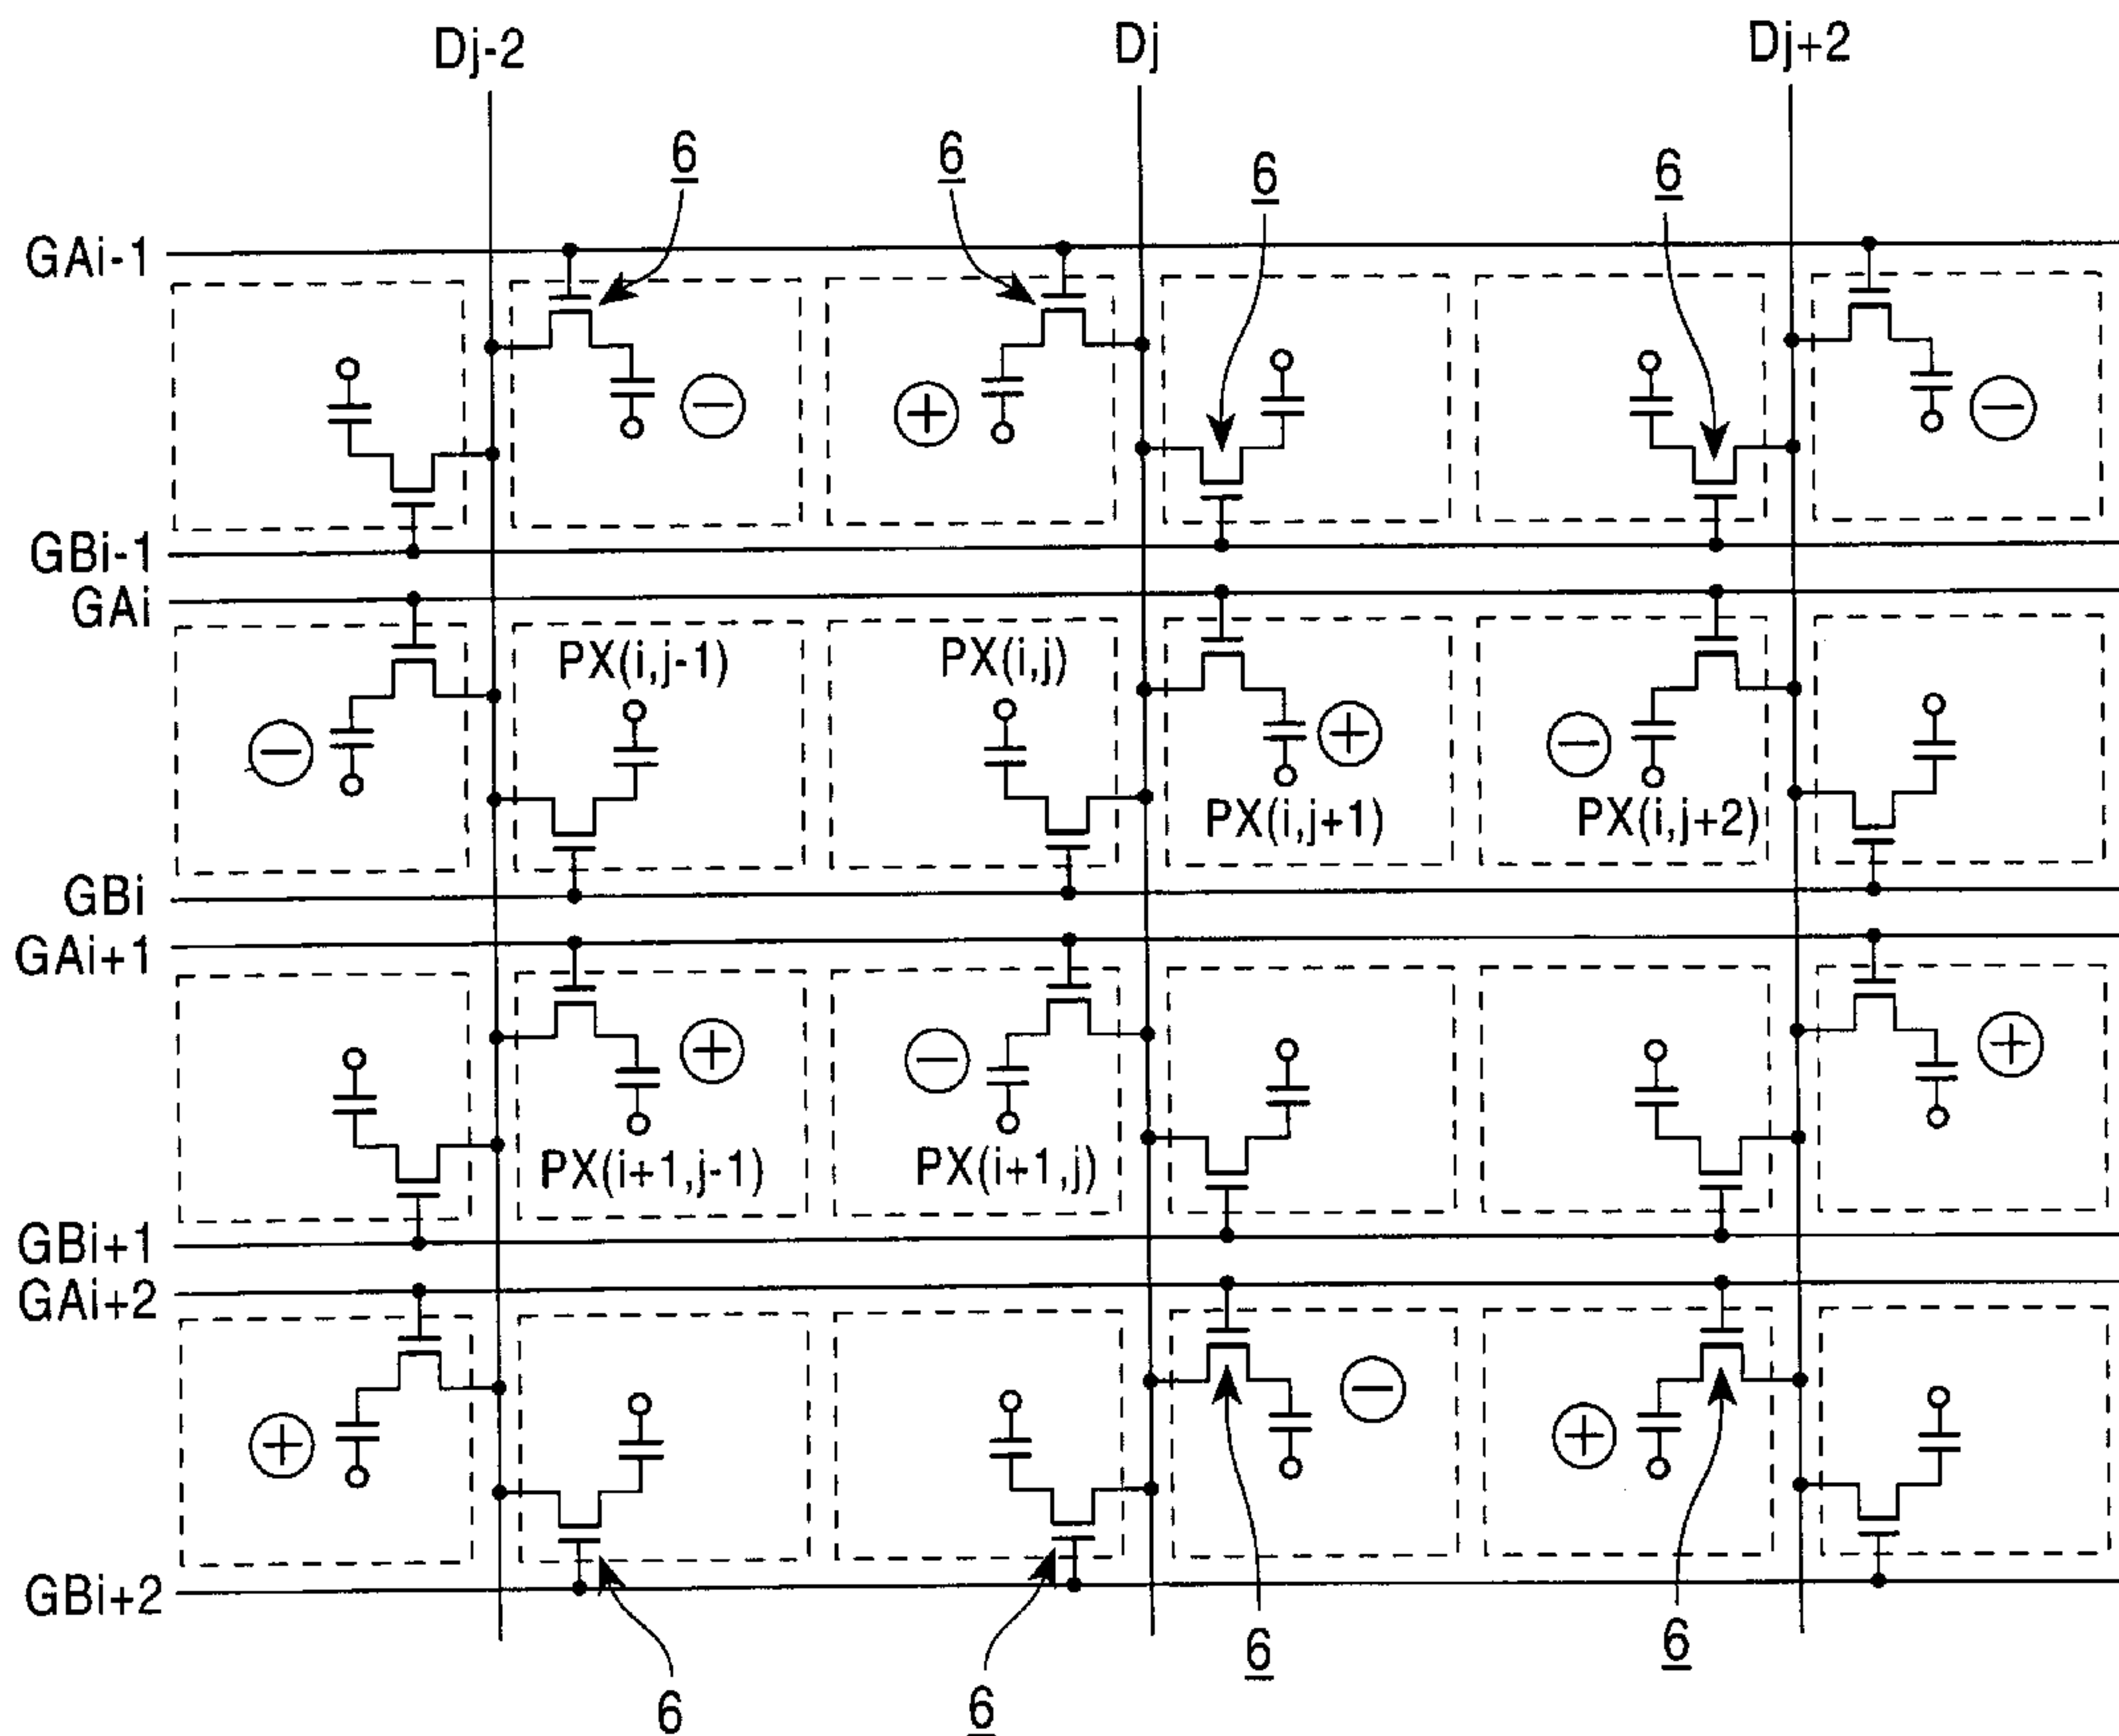 Dj-2 Dj Dj+2
6 6 6 6
GAi-1
− + −
GBi-1
GAi
PX(i,j-1) PX(i,j)
− + −
PX(i,j+1) PX(i,j+2)
GBi
GAi+1
+ − +
PX(i+1,j-1) PX(i+1,j)
GBi+1
GAi+2
+ − +
GBi+2
6 6 6 6